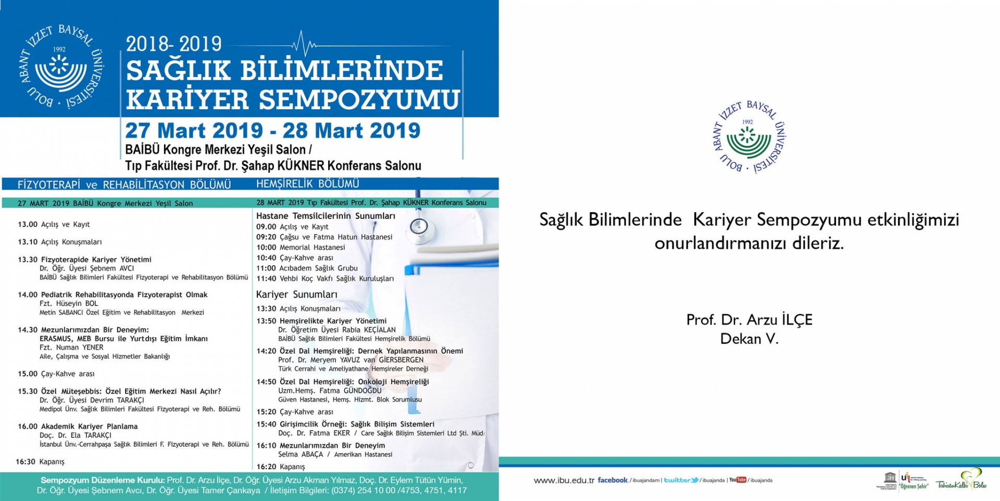 BOLU ABANT İZZET BAYSAL ÜNİVERSİTESİ
1992
2018- 2019
SAĞLIK BİLİMLERİNDE
KARİYER SEMPOZYUMU
27 Mart 2019 - 28 Mart 2019
BAİBÜ Kongre Merkezi Yeşil Salon /
Tıp Fakültesi Prof. Dr. Şahap KÜKNER Konferans Salonu
FİZYOTERAPİ ve REHABİLİTASYON BÖLÜMÜ
27 MART 2019 BAİBÜ Kongre Merkezi Yeşil Salon
13.00 Açılış ve Kayıt
13.10 Açılış Konuşmaları
13.30 Fizyoterapide Kariyer Yönetimi
Dr. Öğr. Üyesi Şebnem AVCI
BAİBÜ Sağlık Bilimleri Fakültesi Fizyoterapi ve Rehabilitasyon Bölümü
14.00 Pediatrik Rehabilitasyonda Fizyoterapist Olmak
Fzt. Hüseyin BOL
Metin SABANCI Özel Eğitim ve Rehabilitasyon Merkezi
14.30 Mezunlarımızdan Bir Deneyim:
ERASMUS, MEB Bursu ile Yurtdışı Eğitim İmkanı
Fzt. Numan YENER
Aile, Çalışma ve Sosyal Hizmetler Bakanlığı
15.00 Çay-Kahve arası
15.30 Özel Müteşebbis: Özel Eğitim Merkezi Nasıl Açılır?
Dr. Öğr. Üyesi Devrim TARAKÇI
Medipol Ünv. Sağlık Bilimleri Fakültesi Fizyoterapi ve Reh. Bölümü
16.00 Akademik Kariyer Planlama
Doç. Dr. Ela TARAKÇI
İstanbul Ünv.-Cerrahpaşa Sağlık Bilimleri F. Fizyoterapi ve Reh. Bölümü
16:30 Kapanış
HEMŞİRELİK BÖLÜMÜ
28 MART 2019 Tıp Fakültesi Prof. Dr. Şahap KÜKNER Konferans Salonu
Hastane Temsilcilerinin Sunumları
09.00 Açılış ve Kayıt
09:20 Çağsu ve Fatma Hatun Hastanesi
10:00 Memorial Hastanesi
10:40 Çay-Kahve arası
11:00 Acıbadem Sağlık Grubu
11:40 Vehbi Koç Vakfı Sağlık Kuruluşları
Kariyer Sunumları
13:30 Açılış Konuşmaları
13:50 Hemşirelikte Kariyer Yönetimi
Dr. Öğretim Üyesi Rabia KEÇİALAN
BAİBÜ Sağlık Bilimleri Fakültesi Hemşirelik Bölümü
14:20 Özel Dal Hemşireliği: Dernek Yapılanmasının Önemi
Prof. Dr. Meryem YAVUZ van GİERSBERGEN
Türk Cerrahi ve Ameliyathane Hemşireler Derneği
14:50 Özel Dal Hemşireliği: Onkoloji Hemşireliği
Uzm.Hemş. Fatma GÜNDOĞDU
Güven Hastanesi, Hemş. Hizmt. Blok Sorumlusu
15:20 Çay-Kahve arası
15:40 Girişimcilik Örneği: Sağlık Bilişim Sistemleri
Doç. Dr. Fatma EKER / Care Sağlık Bilişim Sistemleri Ltd Şti. Müd.
16:10 Mezunlarımızdan Bir Deneyim
Selma ABAÇA / Amerikan Hastanesi
16:20 Kapanış
Sempozyum Düzenleme Kurulu: Prof. Dr. Arzu İlçe, Dr. Öğr. Üyesi Arzu Akman Yılmaz, Doç. Dr. Eylem Tütün Yümin,
Dr. Öğr. Üyesi Şebnem Avcı, Dr. Öğr. Üyesi Tamer Çankaya / İletişim Bilgileri: (0374) 254 10 00 /4753, 4751, 4117
BOLU ABANT İZZET BAYSAL ÜNİVERSİTESİ
1992
Sağlık Bilimlerinde Kariyer Sempozyumu etkinliğimizi
onurlandırmanızı dileriz.
Prof. Dr. Arzu İLÇE
Dekan V.
www.ibu.edu.tr facebook / ibuajandam | twitter / ibuajanda | YouTube / ibuajanda
"Öğrenen Şehir"
TabiatınKalbi Bolu